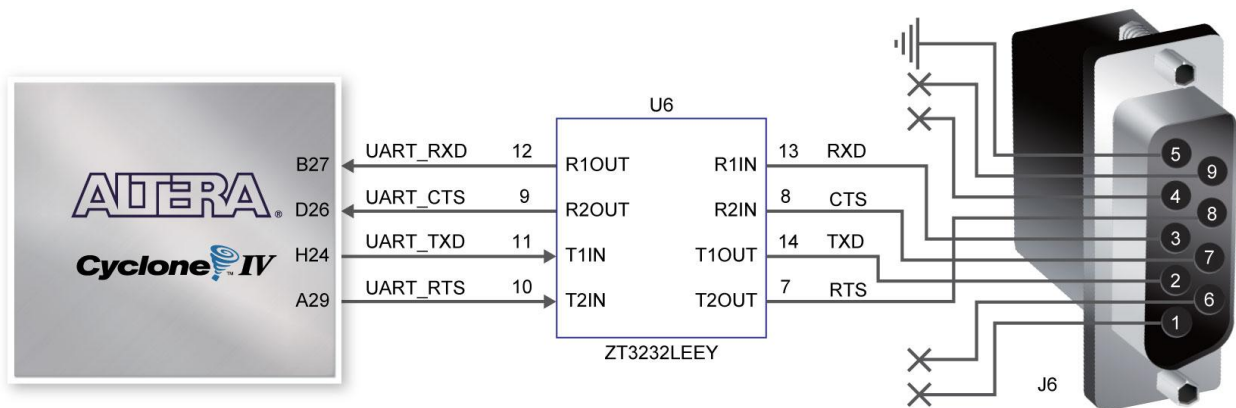 U6
B27 UART_RXD 12 R1OUT R1IN 13 RXD
D26 UART_CTS 9 R2OUT R2IN 8 CTS
H24 UART_TXD 11 T1IN T1OUT 14 TXD
A29 UART_RTS 10 T2IN T2OUT 7 RTS
ALTERA®
Cyclone™ IV
ZT3232LEEY
5
9
4
8
3
7
2
6
1
J6